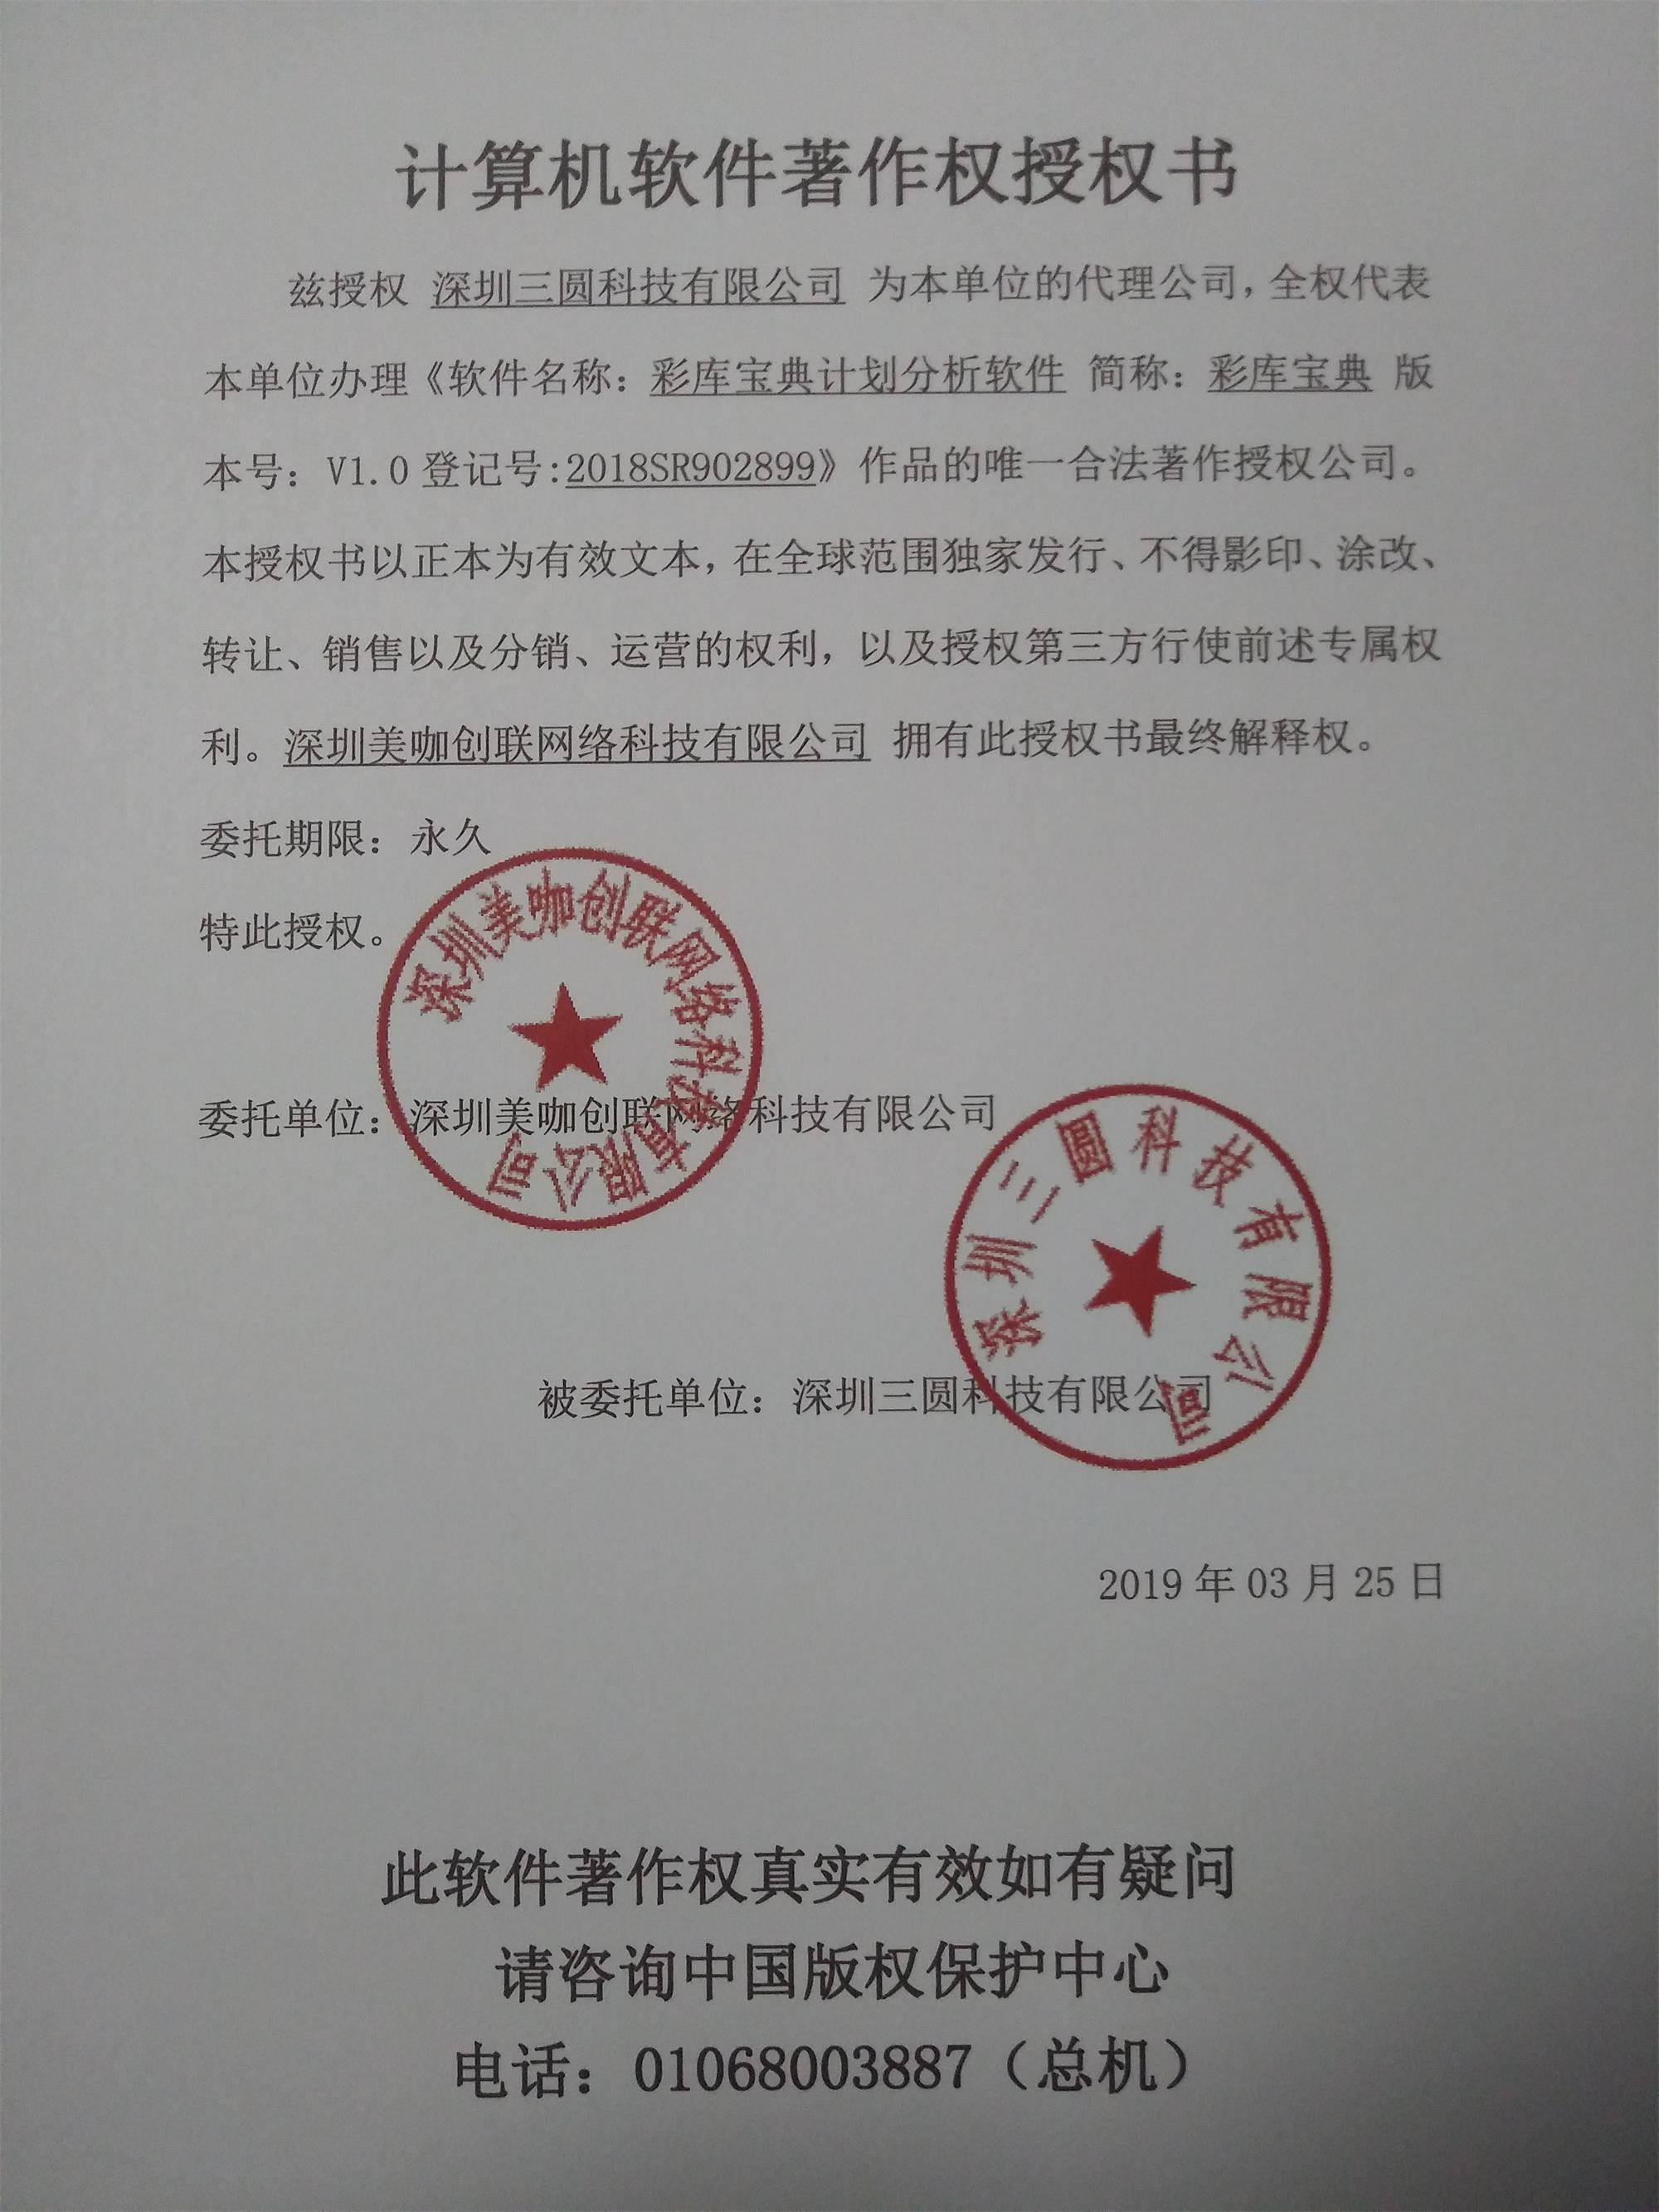 计算机软件著作权授权书
兹授权 深圳三圆科技有限公司 为本单位的代理公司，全权代表
本单位办理《软件名称：彩库宝典计划分析软件 简称：彩库宝典 版
本号：V1.0 登记号:2018SR902899》作品的唯一合法著作授权公司。
本授权书以正本为有效文本，在全球范围独家发行、不得影印、涂改、
转让、销售以及分销、运营的权利，以及授权第三方行使前述专属权
利。深圳美咖创联网络科技有限公司 拥有此授权书最终解释权。
委托期限：永久
特此授权。
深圳美咖创联网络科技有限公司
委托单位：深圳美咖创联网络科技有限公司
深圳三圆科技有限公司
被委托单位：深圳三圆科技有限公司
2019 年 03 月 25 日
此软件著作权真实有效如有疑问
请咨询中国版权保护中心
电话：01068003887（总机）